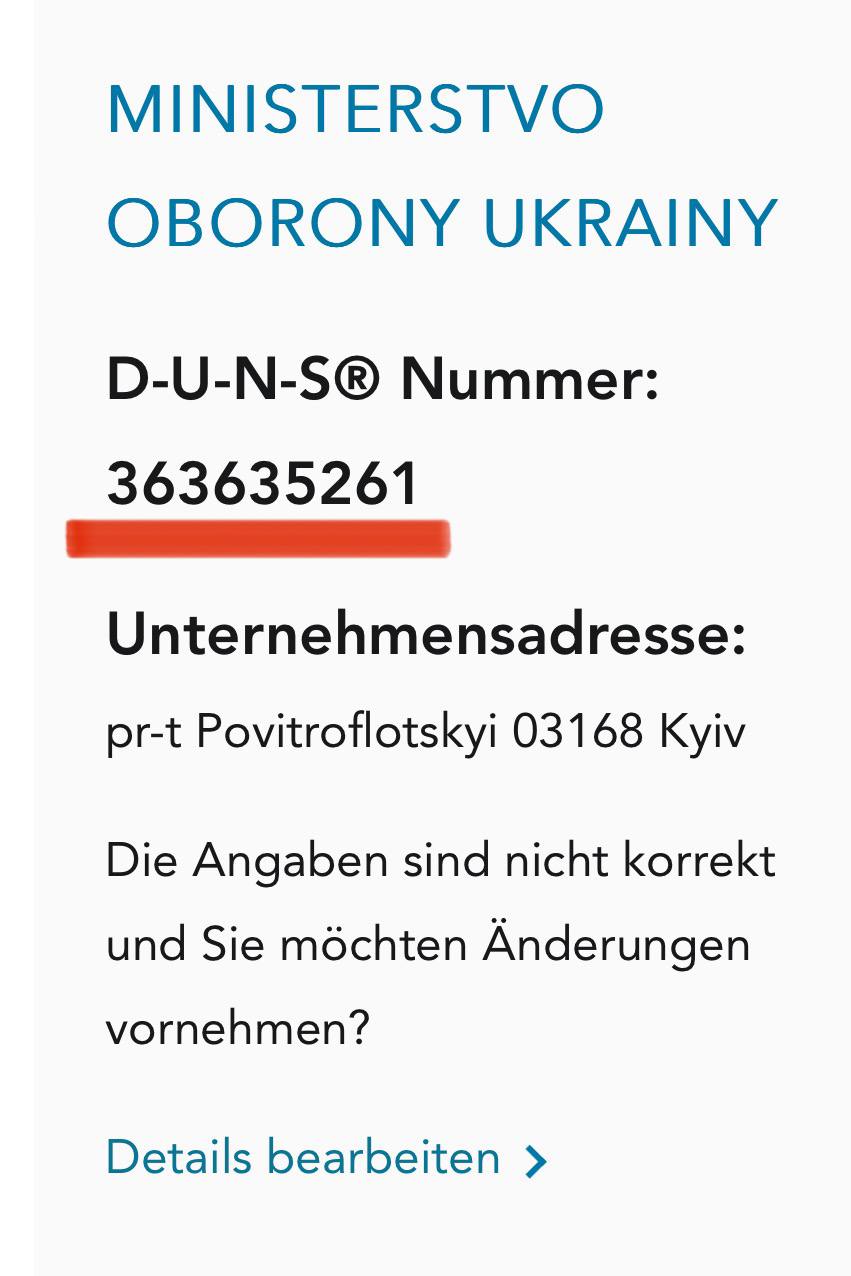 MINISTERSTVO
OBORONY UKRAINY
D-U-N-S® Nummer:
363635261
Unternehmensadresse:
pr-t Povitroflotskyi 03168 Kyiv
Die Angaben sind nicht korrekt
und Sie möchten Änderungen
vornehmen?
Details bearbeiten